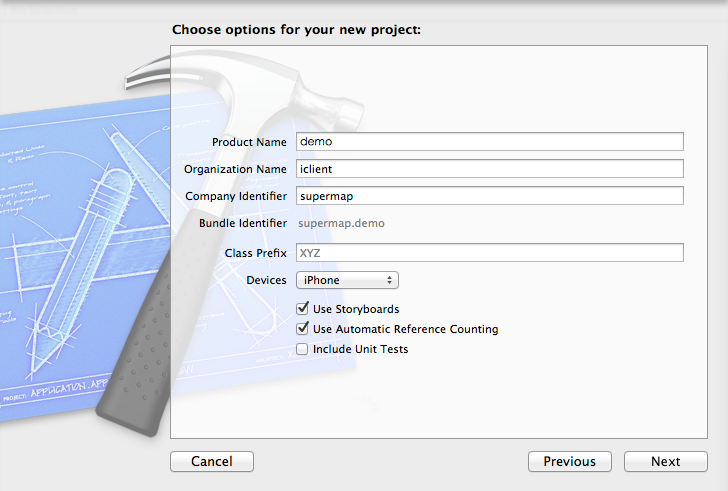 Choose options for your new project:
Product Name demo
Organization Name iclient
Company Identifier supermap
Bundle Identifier supermap.demo
Class Prefix XYZ
Devices iPhone
Use Storyboards
Use Automatic Reference Counting
Include Unit Tests
PROJECT: APPLICATION.APP
Cancel Previous Next